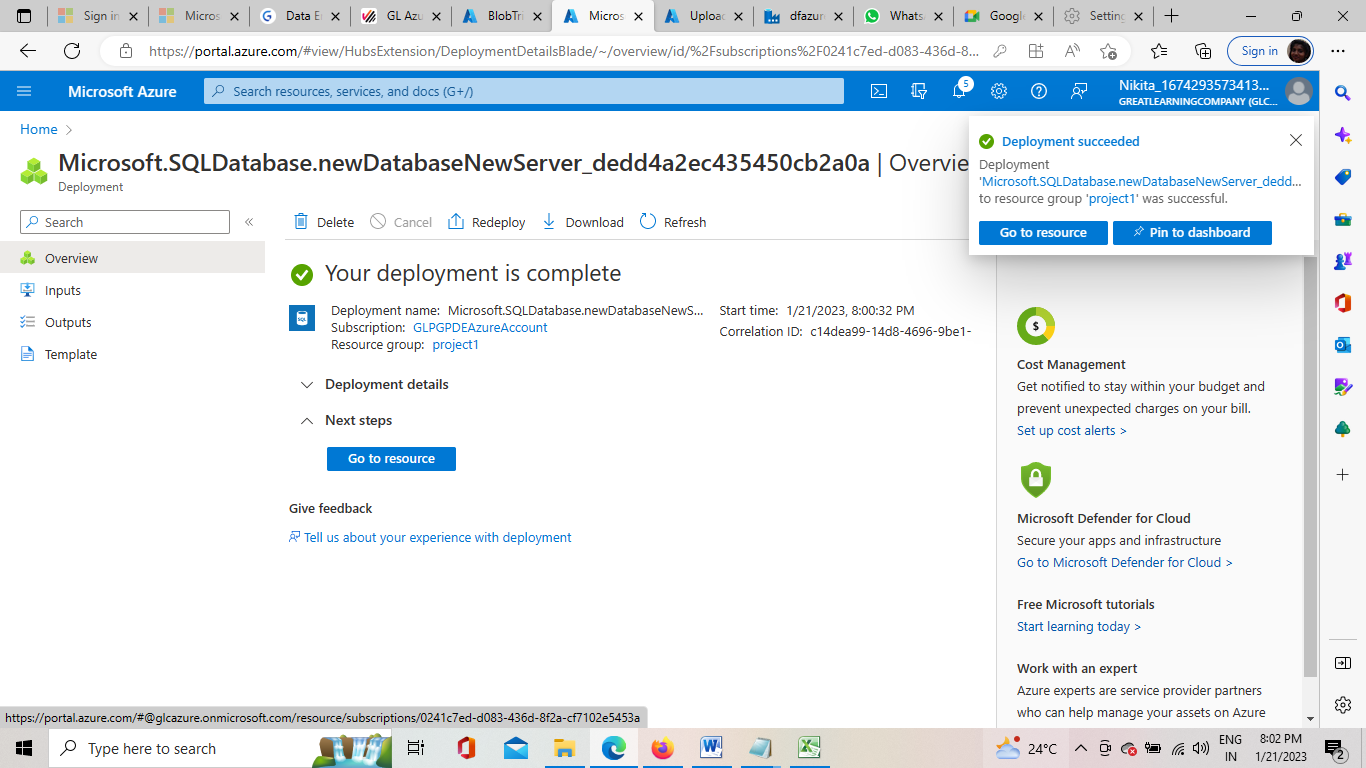 Sign in
Micros
Data E
GL Az
BlobTri
Micros
Upload
dfazur
Whats
Google
Setting
https://portal.azure.com/#view/HubsExtension/DeploymentDetailsBlade/~/overview/id/%2Fsubscriptions%2F0241c7ed-d083-436d-8...
Sign in
Microsoft Azure
Search resources, services, and docs (G+/)
5
Nikita_1674293573413...
GREATLEARNINGCOMPANY (GLC...
Home
Microsoft.SQLDatabase.newDatabaseNewServer_dedd4a2ec435450cb2a0a | Overvie
Deployment
Deployment succeeded
Deployment
'Microsoft.SQLDatabase.newDatabaseNewServer_dedd...
to resource group 'project1' was successful.
Go to resource
Pin to dashboard
Search
Delete
Cancel
Redeploy
Download
Refresh
Overview
Inputs
Outputs
Template
Your deployment is complete
SQL
Deployment name: Microsoft.SQLDatabase.newDatabaseNewS...
Subscription: GLPGPDEAzureAccount
Resource group: project1
Start time: 1/21/2023, 8:00:32 PM
Correlation ID: c14dea99-14d8-4696-9be1-
Deployment details
Next steps
Go to resource
Give feedback
Tell us about your experience with deployment
Cost Management
Get notified to stay within your budget and
prevent unexpected charges on your bill.
Set up cost alerts >
Microsoft Defender for Cloud
Secure your apps and infrastructure
Go to Microsoft Defender for Cloud >
Free Microsoft tutorials
Start learning today >
Work with an expert
Azure experts are service provider partners
who can help manage your assets on Azure
https://portal.azure.com/#@glcazure.onmicrosoft.com/resource/subscriptions/0241c7ed-d083-436d-8f2a-cf7102e5453a
Type here to search
24°C
ENG
IN
8:02 PM
1/21/2023
2